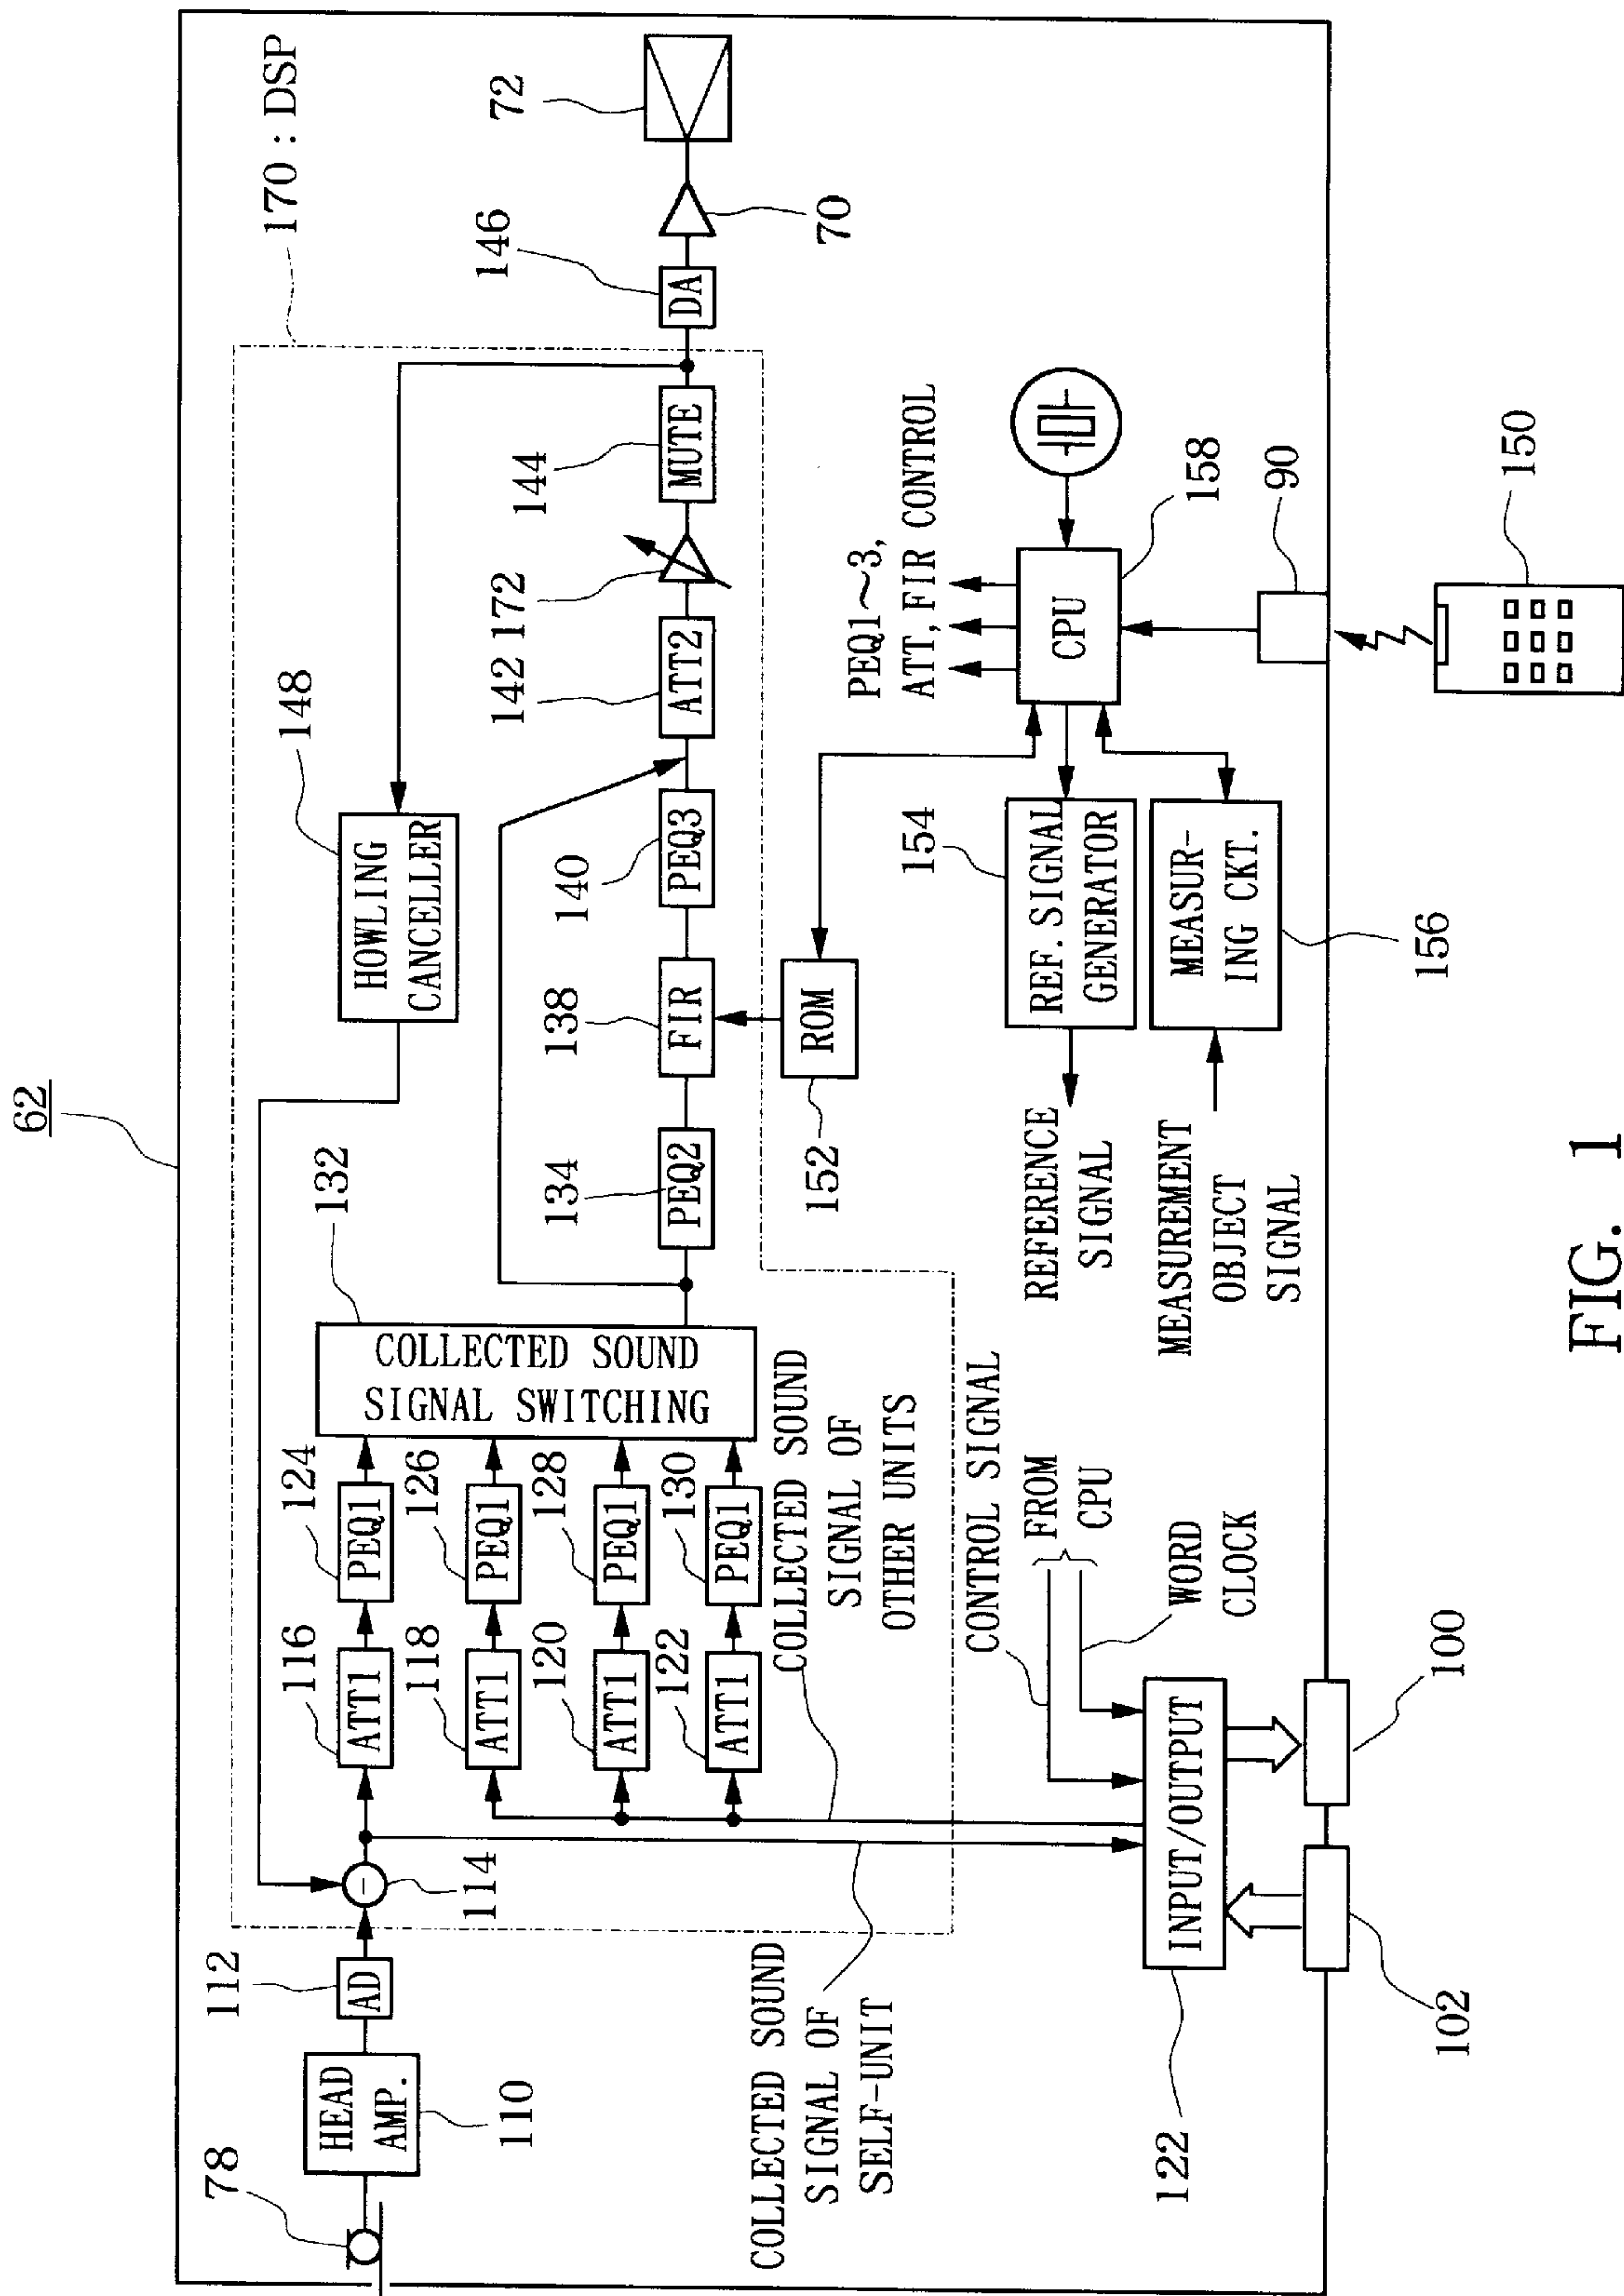 62
170 : DSP
148
HOWLING
CANCELLER
132
COLLECTED SOUND
SIGNAL SWITCHING
78
HEAD
AMP.
110
112
AD
114
-
116
ATT1
124
PEQ1
118
ATT1
126
PEQ1
120
ATT1
128
PEQ1
122
ATT1
130
PEQ1
134
PEQ2
138
FIR
140
PEQ3
142
ATT2
172
144
MUTE
146
DA
70
72
152
ROM
COLLECTED SOUND
SIGNAL OF
SELF-UNIT
COLLECTED SOUND
SIGNAL OF
OTHER UNITS
CONTROL SIGNAL
FROM
CPU
WORD
CLOCK
INPUT/OUTPUT
122
102
100
PEQ1~3,
ATT, FIR CONTROL
CPU
158
90
150
154
REF. SIGNAL
GENERATOR
MEASUR-
ING CKT.
156
REFERENCE
SIGNAL
MEASUREMENT
OBJECT
SIGNAL
FIG. 1